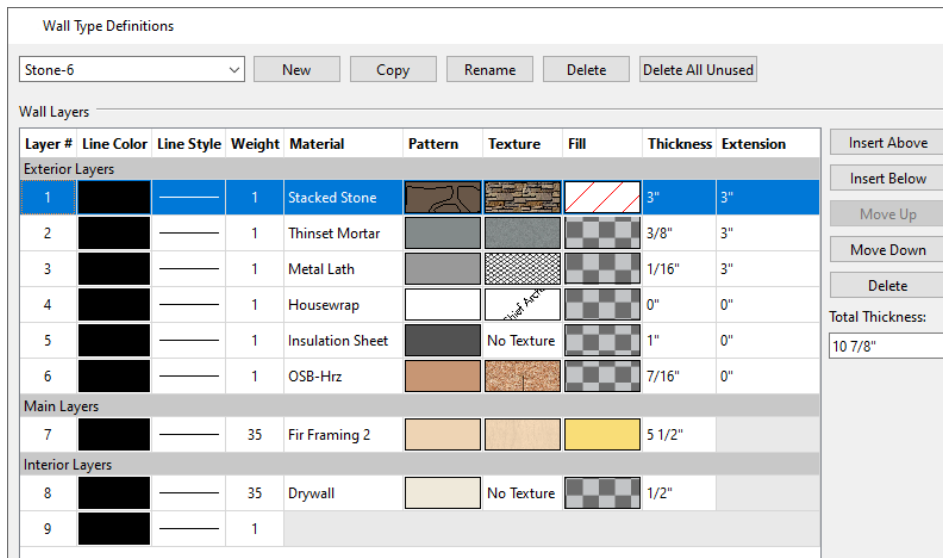 Wall Type Definitions
Stone-6 New Copy Rename Delete Delete All Unused
Wall Layers
Layer # Line Color Line Style Weight Material Pattern Texture Fill Thickness Extension
Exterior Layers
1 1 Stacked Stone 3" 3"
2 1 Thinset Mortar 3/8" 3"
3 1 Metal Lath 1/16" 3"
4 1 Housewrap 0" 0"
5 1 Insulation Sheet No Texture 1" 0"
6 1 OSB-Hrz 7/16" 0"
Main Layers
7 35 Fir Framing 2 5 1/2"
Interior Layers
8 35 Drywall No Texture 1/2"
9 1
Insert Above
Insert Below
Move Up
Move Down
Delete
Total Thickness:
10 7/8"